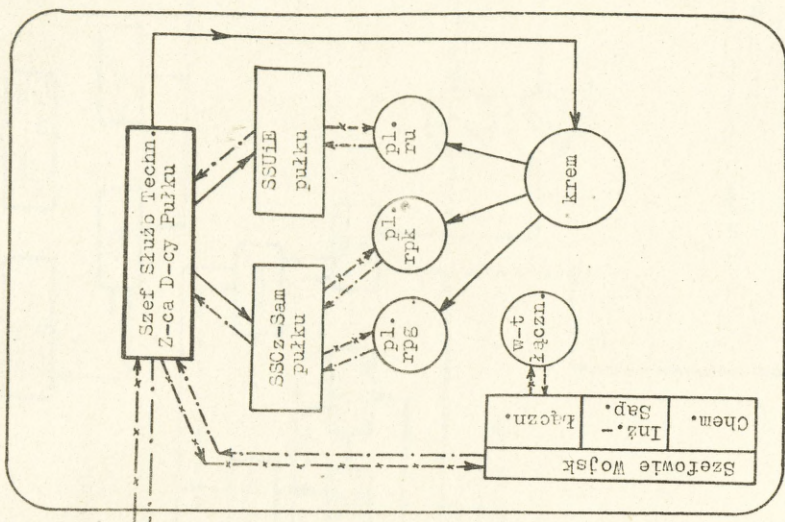 Szef Służb Techn.
Z-ca D-cy Pułku
SSUiE
pułku
SSCz-Sam
pułku
pl.
ru
pl.
rpk
pl.
rpg
krem
w-t
łączn.
Szefowie Wojsk
Łączn.
Inż.-
Sap.
Chem.